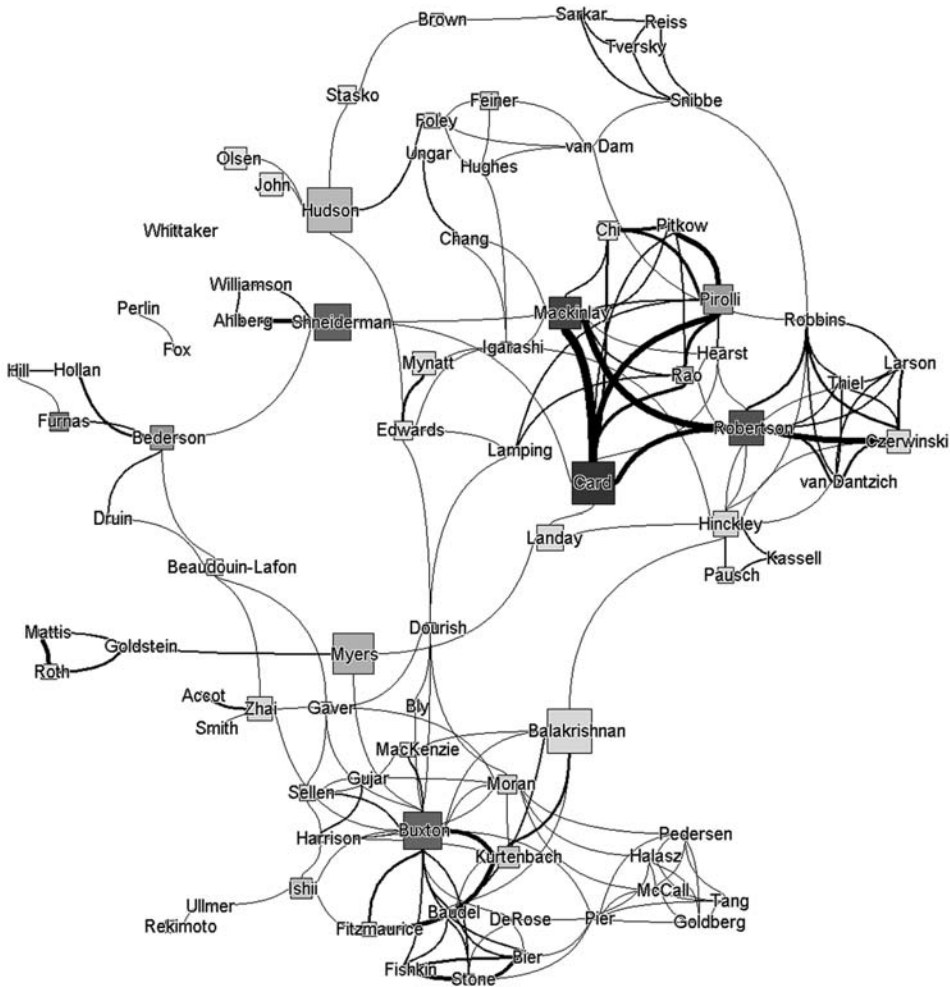 Brown
Sarkar
Reiss
Tversky
Stasko
Feiner
Snibbe
Foley
Ungar
van Dam
Olsen
Hughes
John
Hudson
Whittaker
Chang
Chi
Pitkow
Williamson
Pirolli
Perlin
Ahlberg
Shneiderman
Mackinlay
Robbins
Fox
Igarashi
Hearst
Mynatt
Larson
Hill
Hollan
Rao
Thiel
Furnas
Bederson
Edwards
Lamping
Robertson
Czerwinski
Card
van Dantzich
Druin
Landay
Hinckley
Kassell
Beaudouin-Lafon
Pausch
Mattis
Goldstein
Dourish
Myers
Roth
Accot
Zhai
Gaver
Bly
Smith
Balakrishnan
MacKenzie
Gujar
Moran
Sellen
Harrison
Buxton
Pedersen
Kurtenbach
Halasz
Ishii
McCall
Tang
Ullmer
Baudel
DeRose
Pier
Goldberg
Rekimoto
Fitzmaurice
Bier
Fishkin
Stone